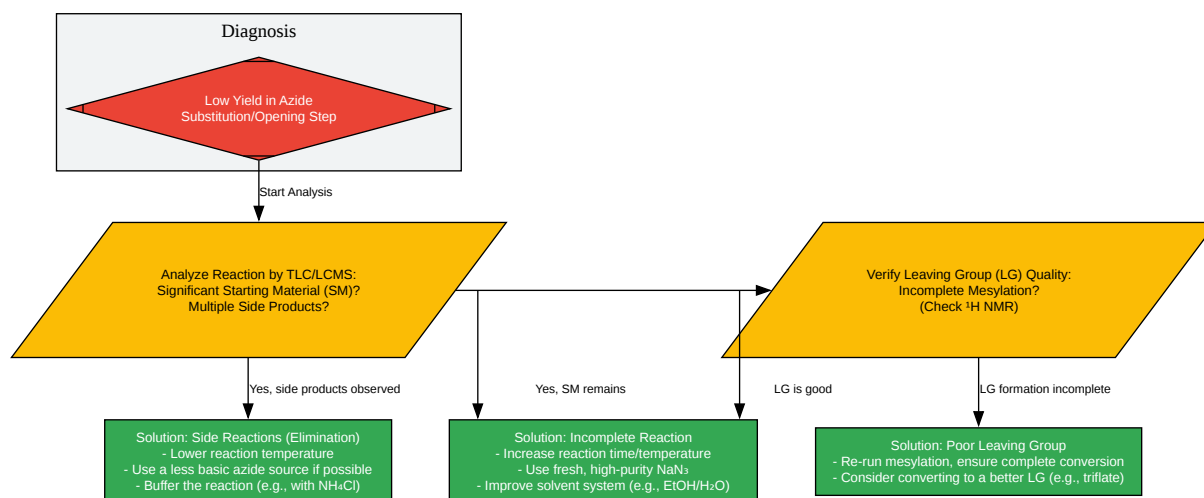 Diagnosis
Low Yield in Azide
Substitution/Opening Step
Start Analysis
Analyze Reaction by TLC/LCMS:
Significant Starting Material (SM)?
Multiple Side Products?
Verify Leaving Group (LG) Quality:
Incomplete Mesylation?
(Check ¹H NMR)
Yes, side products observed
Yes, SM remains
LG is good
LG formation incomplete
Solution: Side Reactions (Elimination)
- Lower reaction temperature
- Use a less basic azide source if possible
- Buffer the reaction (e.g., with NH₄Cl)
Solution: Incomplete Reaction
- Increase reaction time/temperature
- Use fresh, high-purity NaN₃
- Improve solvent system (e.g., EtOH/H₂O)
Solution: Poor Leaving Group
- Re-run mesylation, ensure complete conversion
- Consider converting to a better LG (e.g., triflate)